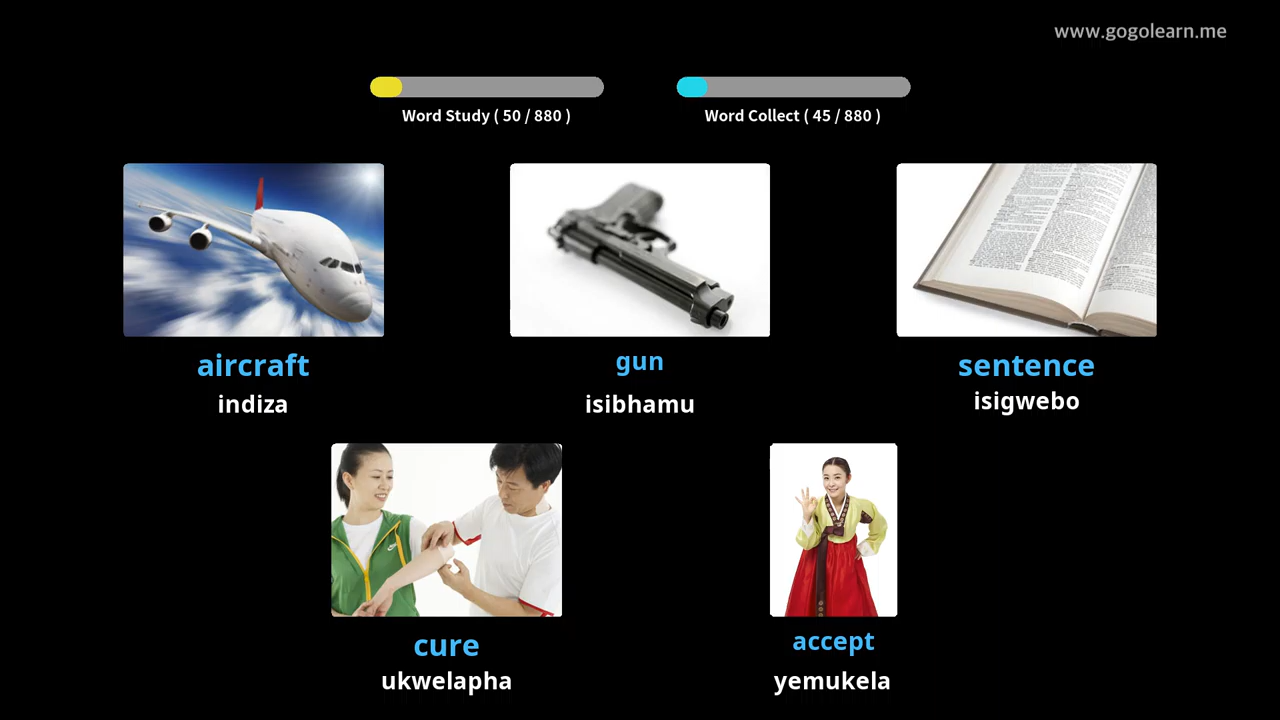 www.gogolearn.me
Word Study ( 50 / 880 )
Word Collect ( 45 / 880 )
aircraft
indiza
gun
isibhamu
sentence
isigwebo
cure
ukwelapha
accept
yemukela